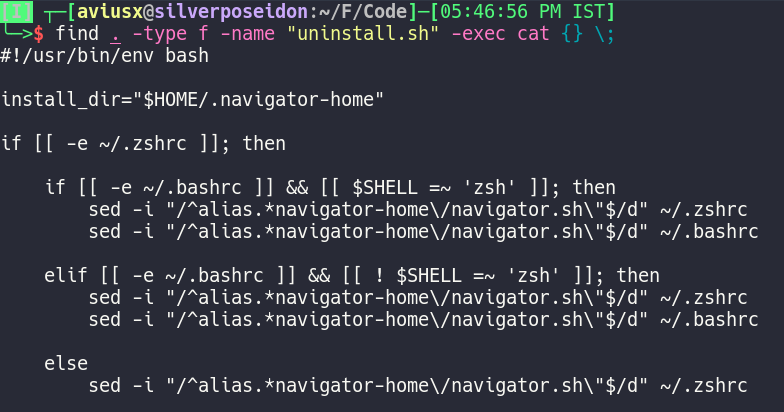 [I] ┬─[aviusx@silverposeidon:~/F/Code]─[05:46:56 PM IST]
╰─>$ find . -type f -name "uninstall.sh" -exec cat {} \;
#!/usr/bin/env bash

install_dir="$HOME/.navigator-home"

if [[ -e ~/.zshrc ]]; then

    if [[ -e ~/.bashrc ]] && [[ $SHELL =~ 'zsh' ]]; then
        sed -i "/^alias.*navigator-home\/navigator.sh\"$/d" ~/.zshrc
        sed -i "/^alias.*navigator-home\/navigator.sh\"$/d" ~/.bashrc

    elif [[ -e ~/.bashrc ]] && [[ ! $SHELL =~ 'zsh' ]]; then
        sed -i "/^alias.*navigator-home\/navigator.sh\"$/d" ~/.zshrc
        sed -i "/^alias.*navigator-home\/navigator.sh\"$/d" ~/.bashrc

    else
        sed -i "/^alias.*navigator-home\/navigator.sh\"$/d" ~/.zshrc